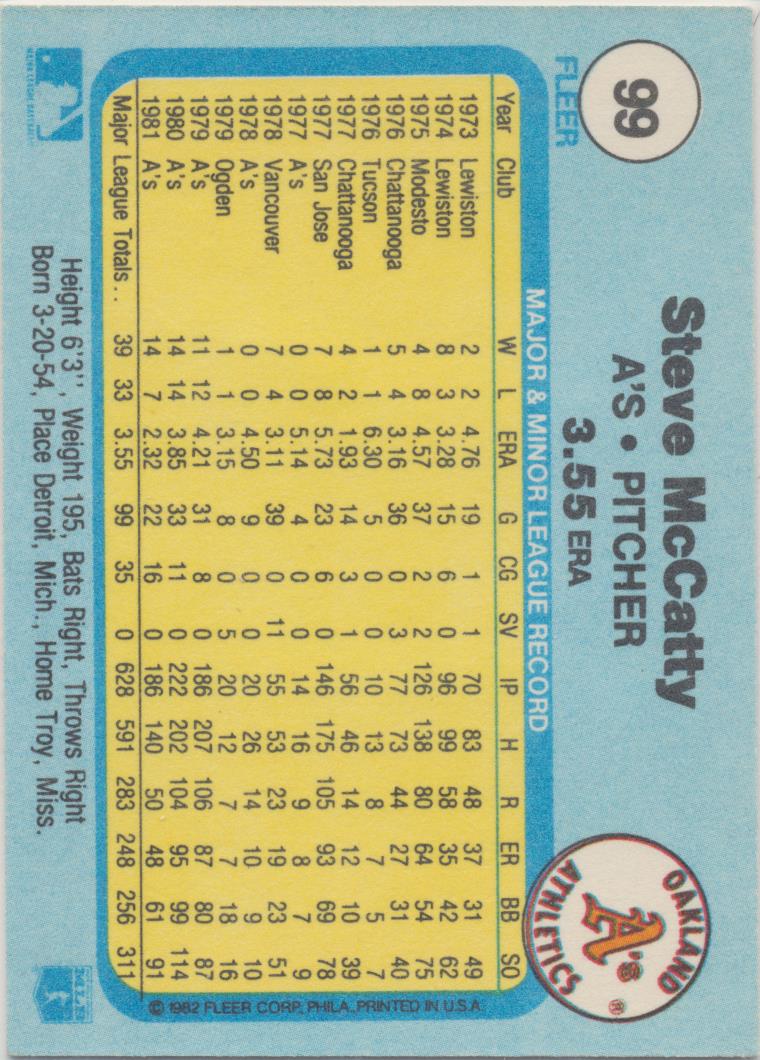 99
FLEER
Steve McCatty
A'S • PITCHER
3.55 ERA
OAKLAND A's ATHLETICS ®
MAJOR & MINOR LEAGUE RECORD
Year Club W L ERA G CG SV IP H R ER BB SO
1973 Lewiston 2 2 4.76 19 1 1 70 83 48 37 31 49
1974 Lewiston 8 3 3.28 15 6 0 96 99 58 35 42 62
1975 Modesto 4 8 4.57 37 2 2 126 138 80 64 54 75
1976 Chattanooga 5 4 3.16 36 0 3 77 73 44 27 31 40
1976 Tucson 1 1 6.30 5 0 0 10 13 8 7 5 7
1977 Chattanooga 4 2 1.93 14 3 1 56 46 14 12 10 39
1977 San Jose 7 8 5.73 23 6 0 146 175 105 93 69 78
1977 A's 0 0 5.14 4 0 0 14 16 9 8 7 9
1978 Vancouver 7 4 3.11 39 0 11 55 53 23 19 23 51
1978 A's 0 0 4.50 9 0 0 20 26 14 10 9 10
1979 Ogden 1 1 3.15 8 0 5 20 12 7 7 18 16
1979 A's 11 12 4.21 31 8 0 186 207 106 87 80 87
1980 A's 14 14 3.85 33 11 0 222 202 104 95 99 114
1981 A's 14 7 2.32 22 16 0 186 140 50 48 61 91
Major League Totals.. 39 33 3.55 99 35 0 628 591 283 248 256 311
© 1982 FLEER CORP. PHILA. PRINTED IN U.S.A.
MAJOR LEAGUE BASEBALL
Height 6'3'', Weight 195, Bats Right, Throws Right
Born 3-20-54, Place Detroit, Mich., Home Troy, Miss.